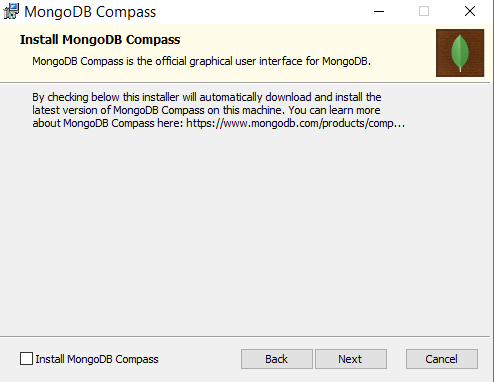 MongoDB Compass
Install MongoDB Compass
MongoDB Compass is the official graphical user interface for MongoDB.
By checking below this installer will automatically download and install the
latest version of MongoDB Compass on this machine. You can learn more
about MongoDB Compass here: https://www.mongodb.com/products/comp...
Install MongoDB Compass
Back
Next
Cancel